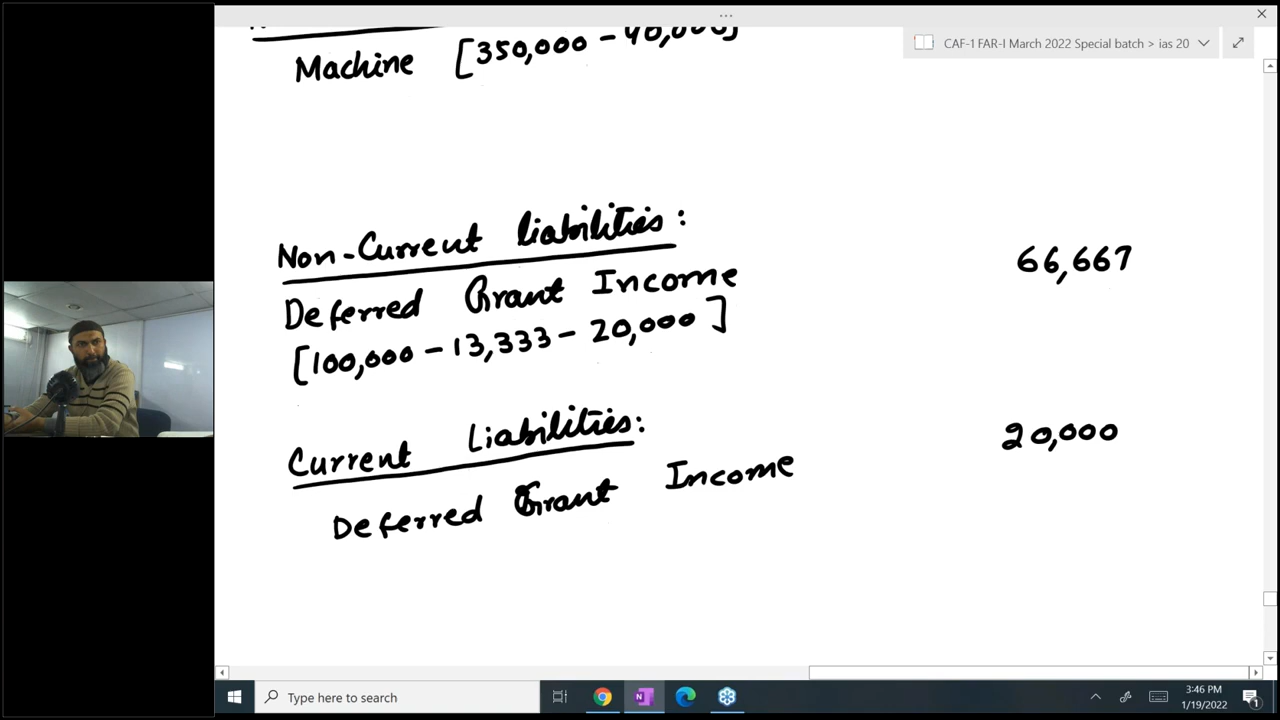 CAF-1 FAR-I March 2022 Special batch > ias 20
Machine [350,000 - 40,000]
Non-Current liabilities:
Deferred Grant Income 66,667
[100,000 - 13,333 - 20,000]
Current Liabilities:
Deferred Grant Income 20,000
Type here to search
3:46 PM
1/19/2022